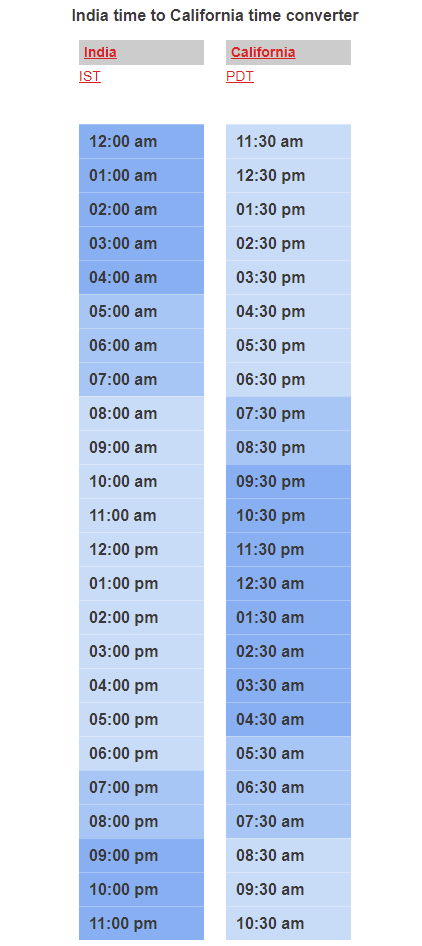 India time to California time converter
India California
IST PDT
12:00 am 11:30 am
01:00 am 12:30 pm
02:00 am 01:30 pm
03:00 am 02:30 pm
04:00 am 03:30 pm
05:00 am 04:30 pm
06:00 am 05:30 pm
07:00 am 06:30 pm
08:00 am 07:30 pm
09:00 am 08:30 pm
10:00 am 09:30 pm
11:00 am 10:30 pm
12:00 pm 11:30 pm
01:00 pm 12:30 am
02:00 pm 01:30 am
03:00 pm 02:30 am
04:00 pm 03:30 am
05:00 pm 04:30 am
06:00 pm 05:30 am
07:00 pm 06:30 am
08:00 pm 07:30 am
09:00 pm 08:30 am
10:00 pm 09:30 am
11:00 pm 10:30 am